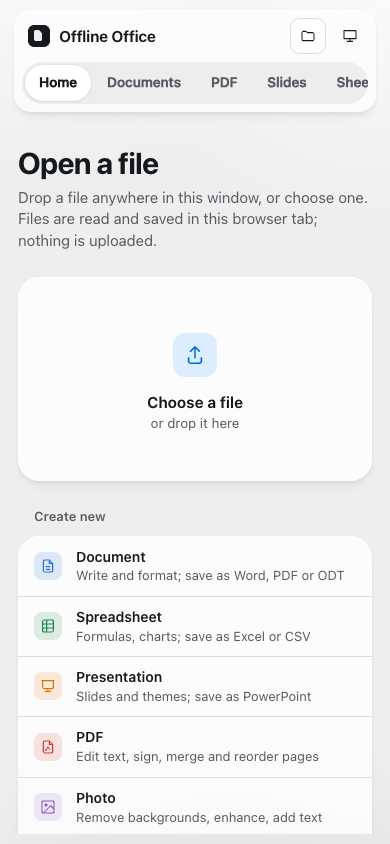 Offline Office
Home Documents PDF Slides Shee
Open a file
Drop a file anywhere in this window, or choose one.
Files are read and saved in this browser tab;
nothing is uploaded.
Choose a file
or drop it here
Create new
Document
Write and format; save as Word, PDF or ODT
Spreadsheet
Formulas, charts; save as Excel or CSV
Presentation
Slides and themes; save as PowerPoint
PDF
Edit text, sign, merge and reorder pages
Photo
Remove backgrounds, enhance, add text